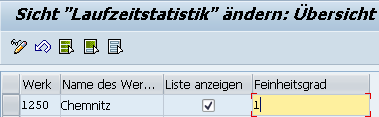 Sicht "Laufzeitstatistik" ändern: Übersicht
Werk Name des Wer... Liste anzeigen Feinheitsgrad
1250 Chemnitz 1